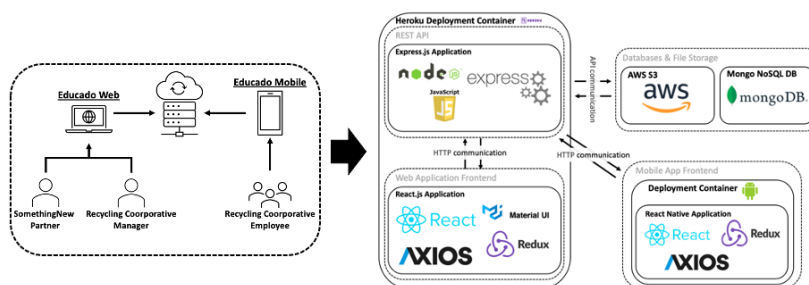 Educado Web
Educado Mobile
SomethingNew
Partner
Recycling Coorporative
Manager
Recycling Coorporative
Employee
Heroku Deployment Container
REST API
Express.js Application
node
JS
express
JavaScript
JS
API
communication
Databases & File Storage
AWS S3
aws
Mongo NoSQL DB
mongoDB.
HTTP communication
HTTP communication
Web Application Frontend
React.js Application
React
Material UI
AXIOS
Redux
Mobile App Frontend
Deployment Container
React Native Application
React
Redux
AXIOS